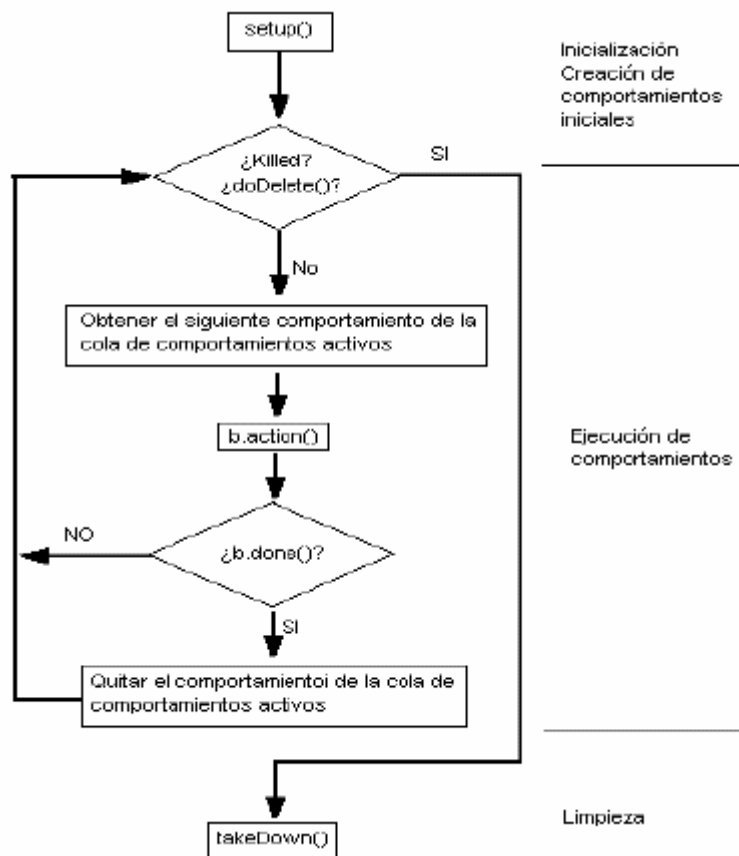 setup()
Inicialización
Creación de
comportamientos
iniciales
¿Killed?
¿doDelete()?
SI
No
Obtener el siguiente comportamiento de la
cola de comportamientos activos
b.action()
Ejecución de
comportamientos
¿b.done()?
NO
SI
Quitar el comportamientoi de la cola de
comportamientos activos
takeDown()
Limpieza